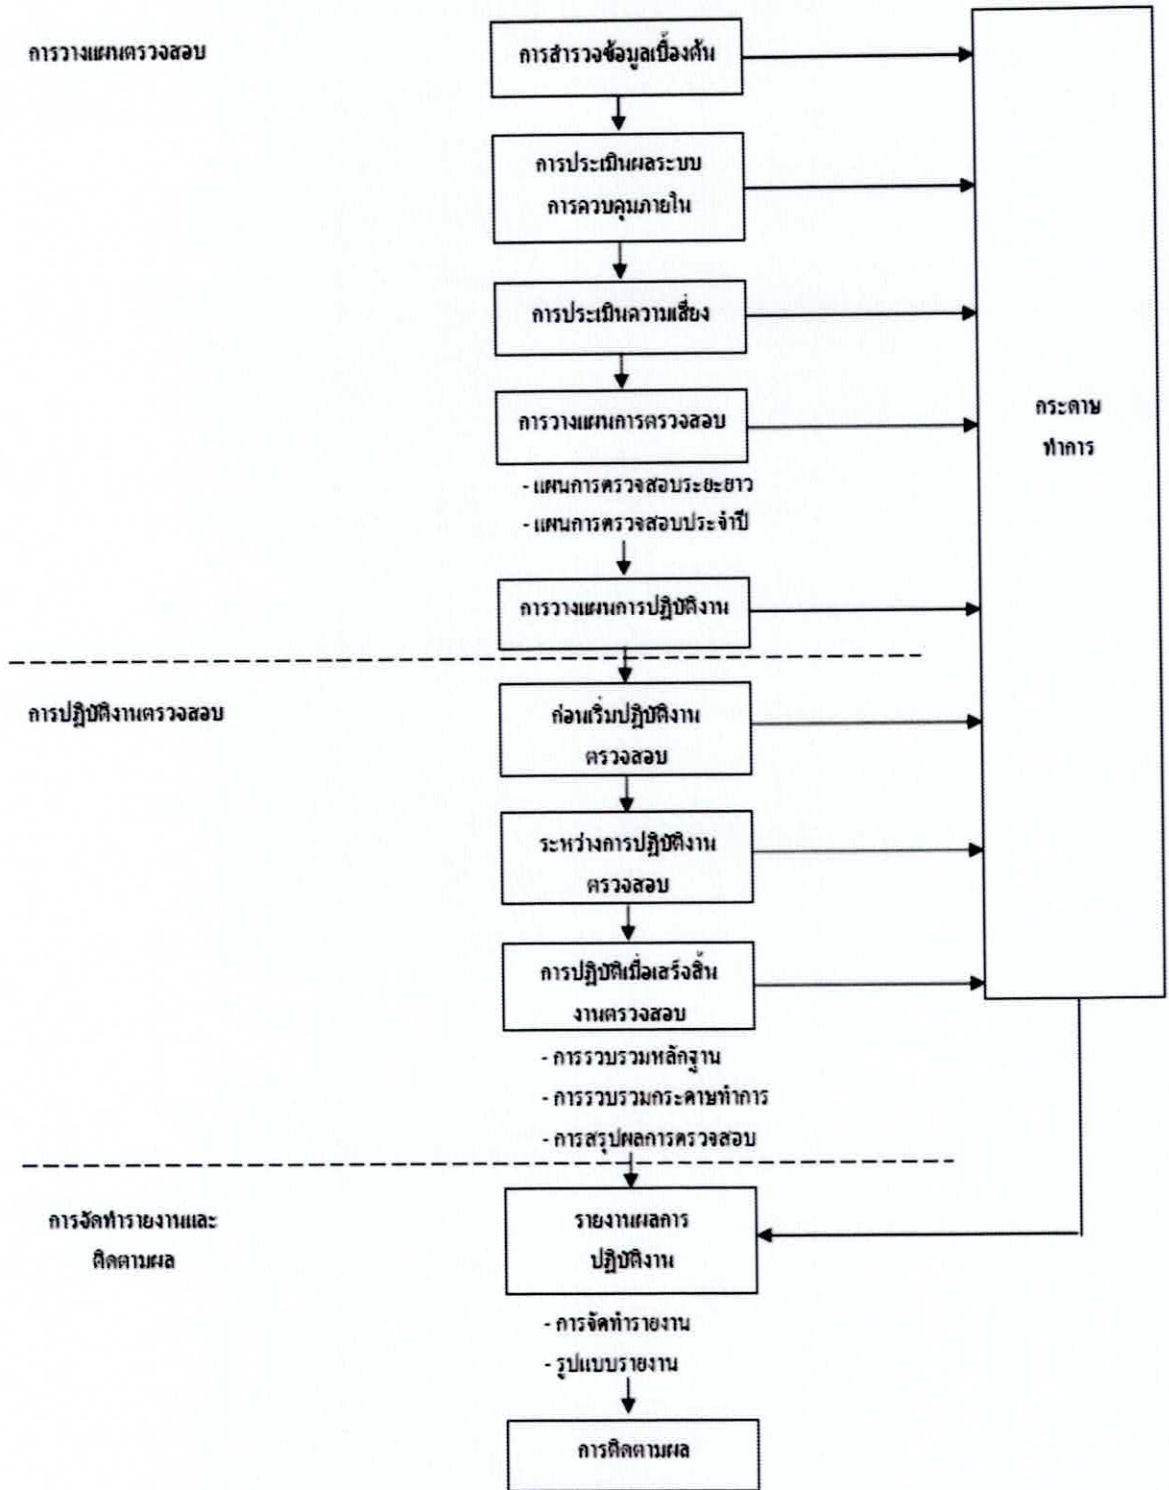 การวางแผนตรวจสอบ
การสำรวจข้อมูลเบื้องต้น
การประเมินผลระบบ
การควบคุมภายใน
การประเมินความเสี่ยง
การวางแผนการตรวจสอบ
- แผนการตรวจสอบระยะยาว
- แผนการตรวจสอบประจำปี
การวางแผนการปฏิบัติงาน
กระดาษ
ทำการ
การปฏิบัติงานตรวจสอบ
ก่อนเริ่มปฏิบัติงาน
ตรวจสอบ
ระหว่างการปฏิบัติงาน
ตรวจสอบ
การปฏิบัติเมื่อเสร็จสิ้น
งานตรวจสอบ
- การรวบรวมหลักฐาน
- การรวบรวมกระดาษทำการ
- การสรุปผลการตรวจสอบ
การจัดทำรายงานและ
ติดตามผล
รายงานผลการ
ปฏิบัติงาน
- การจัดทำรายงาน
- รูปแบบรายงาน
การติดตามผล